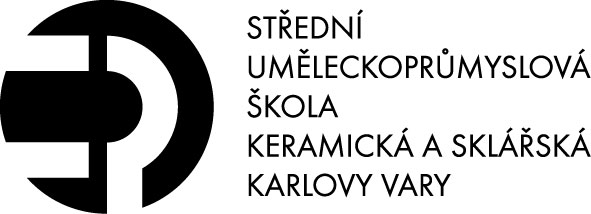 STŘEDNÍ
UMĚLECKOPRŮMYSLOVÁ
ŠKOLA
KERAMICKÁ A SKLÁŘSKÁ
KARLOVY VARY